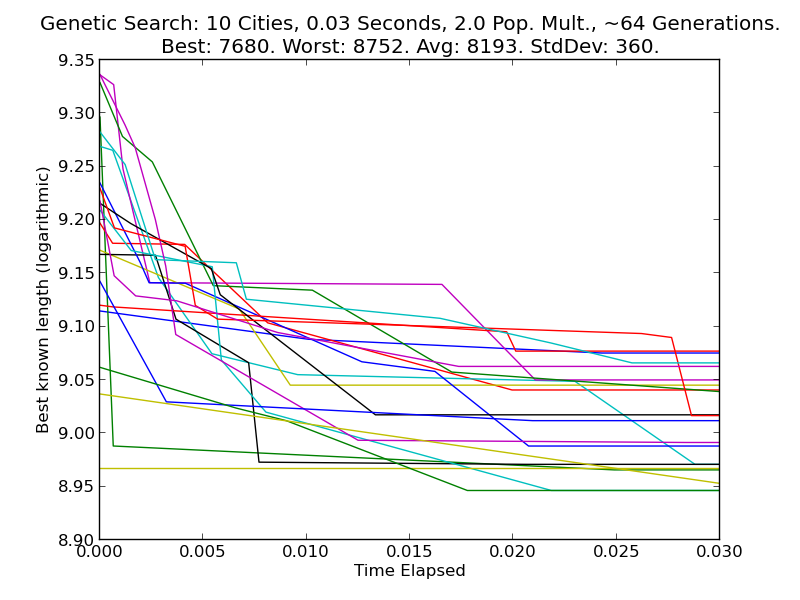 Genetic Search: 10 Cities, 0.03 Seconds, 2.0 Pop. Mult., ~64 Generations.
Best: 7680. Worst: 8752. Avg: 8193. StdDev: 360.
9.35
9.30
9.25
9.20
9.15
9.10
9.05
9.00
8.95
8.90
Best known length (logarithmic)
0.000 0.005 0.010 0.015 0.020 0.025 0.030
Time Elapsed